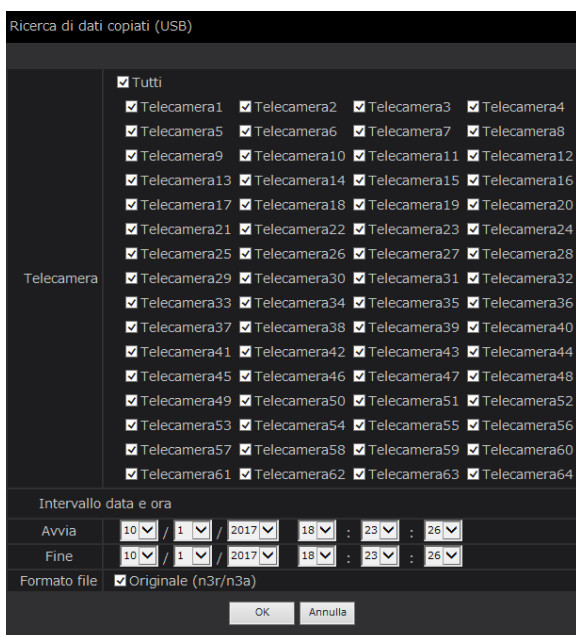 Ricerca di dati copiati (USB)
Tutti
Telecamera1 Telecamera2 Telecamera3 Telecamera4
Telecamera5 Telecamera6 Telecamera7 Telecamera8
Telecamera9 Telecamera10 Telecamera11 Telecamera12
Telecamera13 Telecamera14 Telecamera15 Telecamera16
Telecamera17 Telecamera18 Telecamera19 Telecamera20
Telecamera21 Telecamera22 Telecamera23 Telecamera24
Telecamera25 Telecamera26 Telecamera27 Telecamera28
Telecamera Telecamera29 Telecamera30 Telecamera31 Telecamera32
Telecamera33 Telecamera34 Telecamera35 Telecamera36
Telecamera37 Telecamera38 Telecamera39 Telecamera40
Telecamera41 Telecamera42 Telecamera43 Telecamera44
Telecamera45 Telecamera46 Telecamera47 Telecamera48
Telecamera49 Telecamera50 Telecamera51 Telecamera52
Telecamera53 Telecamera54 Telecamera55 Telecamera56
Telecamera57 Telecamera58 Telecamera59 Telecamera60
Telecamera61 Telecamera62 Telecamera63 Telecamera64
Intervallo data e ora
Avvia 10 / 1 / 2017 18 : 23 : 26
Fine 10 / 1 / 2017 18 : 23 : 26
Formato file Originale (n3r/n3a)
OK Annulla